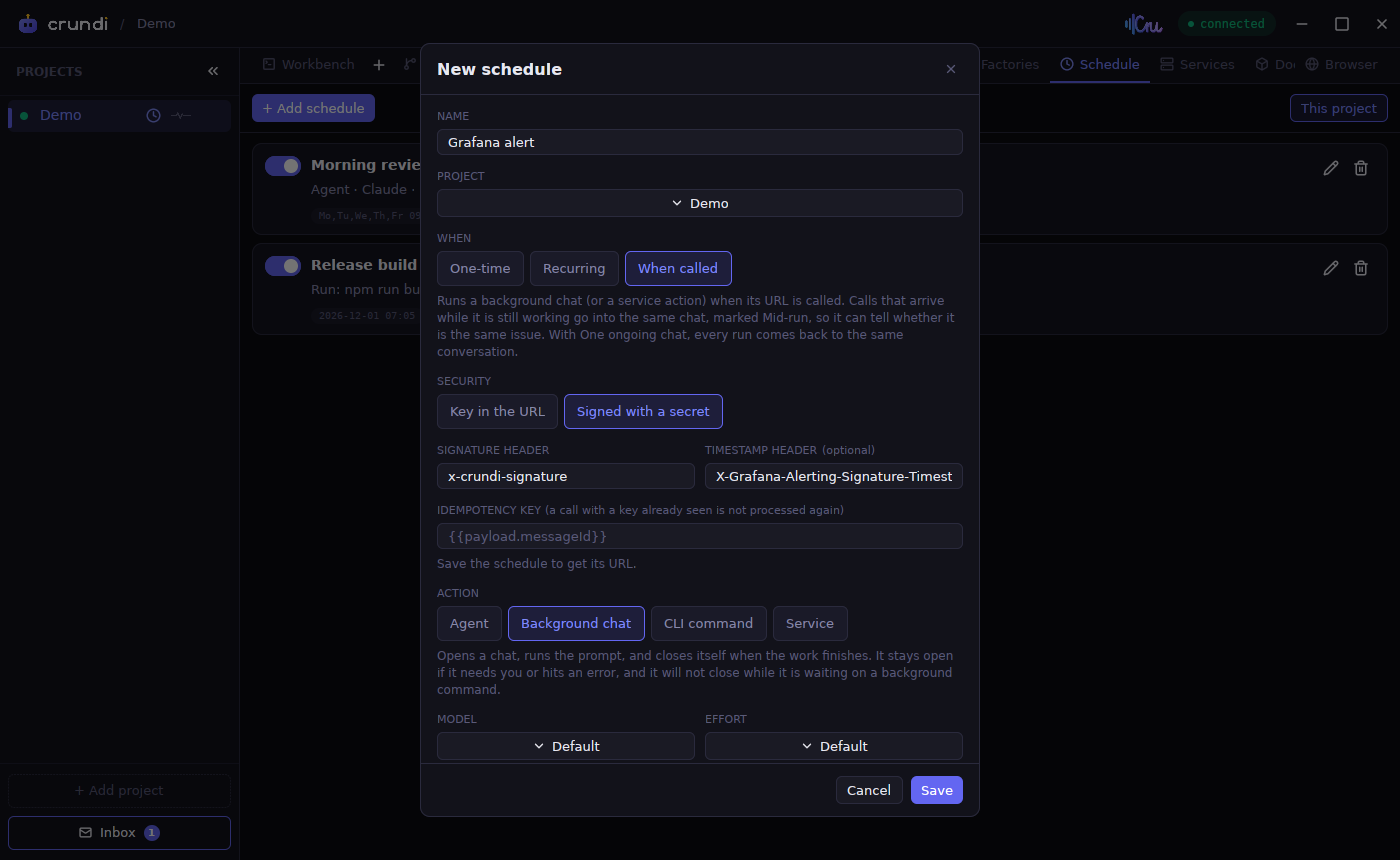 crundi / Demo
Cru
connected
PROJECTS
Workbench
Factories
Schedule
Services
Browser
Demo
+ Add schedule
This project
Agent · Claude ·
Mo,Tu,We,Th,Fr
Release build
Run: npm run
2026-12-01 07:05
+ Add project
Inbox 1
New schedule
NAME
Grafana alert
PROJECT
Demo
WHEN
One-time
Recurring
When called
Runs a background chat (or a service action) when its URL is called. Calls that arrive
while it is still working go into the same chat, marked Mid-run, so it can tell whether it
is the same issue. With One ongoing chat, every run comes back to the same
conversation.
SECURITY
Key in the URL
Signed with a secret
SIGNATURE HEADER
TIMESTAMP HEADER (optional)
x-crundi-signature
X-Grafana-Alerting-Signature-Timest
IDEMPOTENCY KEY (a call with a key already seen is not processed again)
{{payload.messageId}}
Save the schedule to get its URL.
ACTION
Agent
Background chat
CLI command
Service
Opens a chat, runs the prompt, and closes itself when the work finishes. It stays open
if it needs you or hits an error, and it will not close while it is waiting on a background
command.
MODEL
EFFORT
Default
Default
Cancel
Save